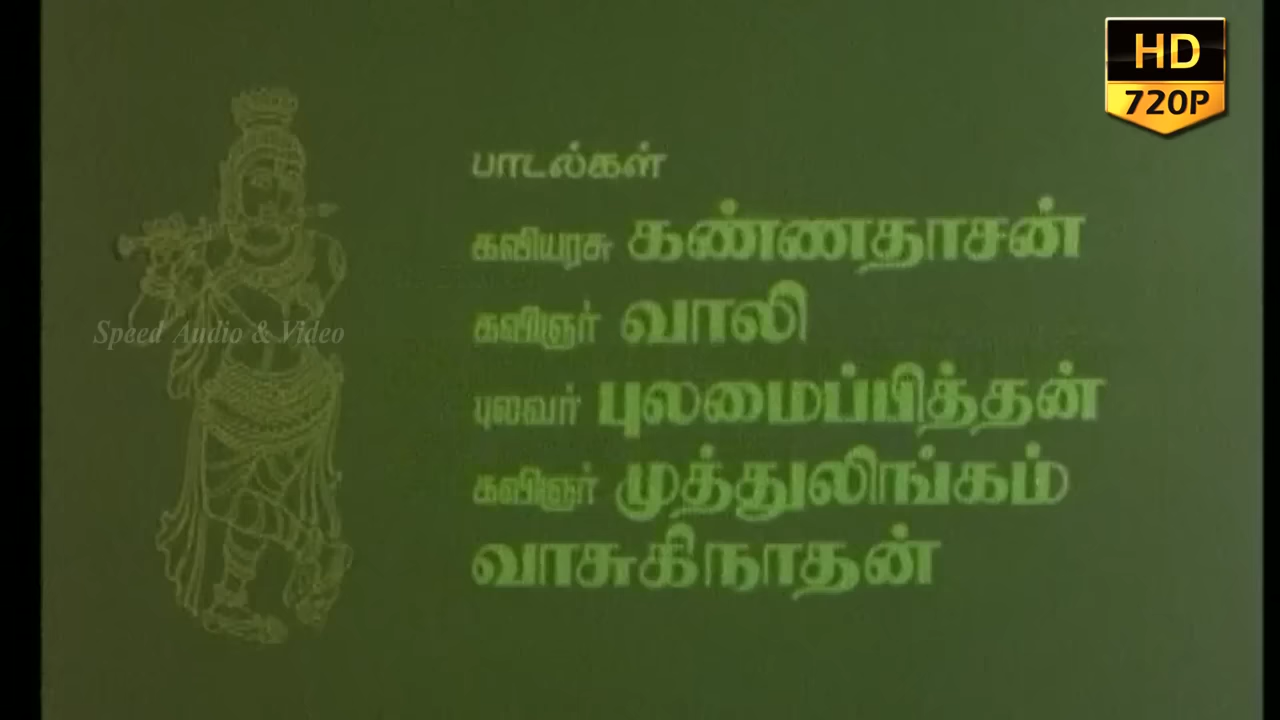 HD
720P
பாடல்கள்
கவியரசு கண்ணதாசன்
கவிஞர் வாலி
Speed Audio & Video
புலவர் புலமைப்பித்தன்
கவிஞர் முத்துலிங்கம்
வாசுகிநாதன்